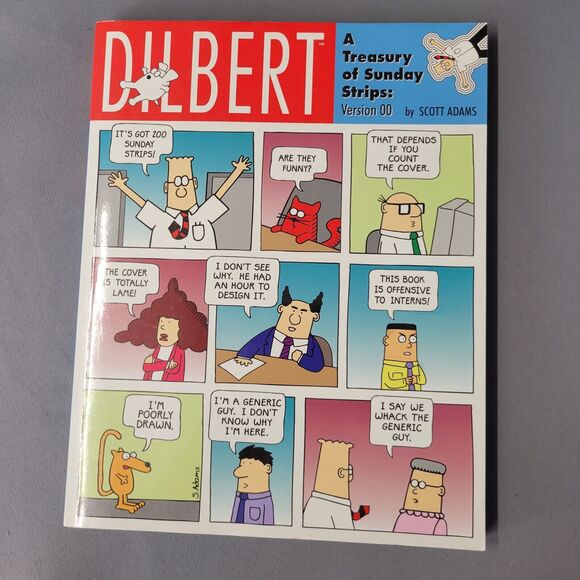 DILBERT™
A
Treasury
of Sunday
Strips:
Version 00 by SCOTT ADAMS
IT'S GOT 200
SUNDAY
STRIPS!
ARE THEY
FUNNY?
THAT DEPENDS
IF YOU
COUNT
THE COVER.
THE COVER
IS TOTALLY
LAME!
I DON'T SEE
WHY. HE HAD
AN HOUR TO
DESIGN IT.
THIS BOOK
IS OFFENSIVE
TO INTERNS!
I'M
POORLY
DRAWN.
S.Adams
I'M A GENERIC
GUY. I DON'T
KNOW WHY
I'M HERE.
I SAY WE
WHACK THE
GENERIC
GUY.